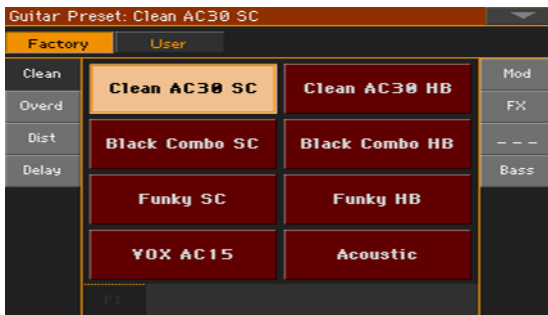 Guitar Preset: Clean AC30 SC
Factory User
Clean
Overd
Dist
Delay
Clean AC30 SC
Clean AC30 HB
Black Combo SC
Black Combo HB
Funky SC
Funky HB
VOX AC15
Acoustic
Mod
FX
---
Bass
P1